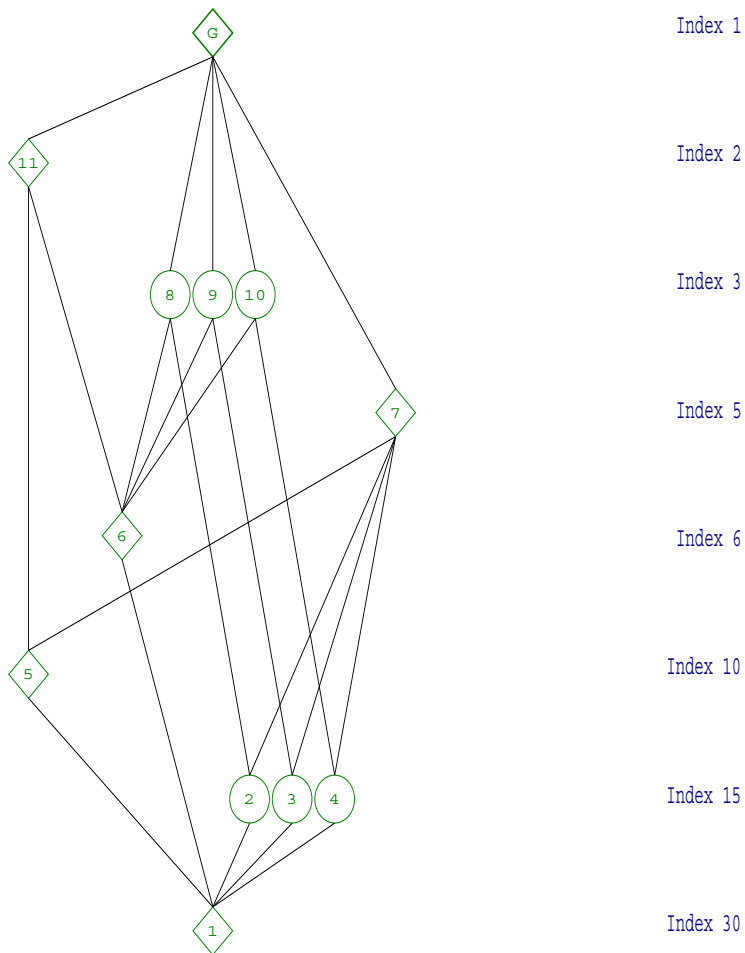 G Index 1
11 Index 2
8 9 10 Index 3
7 Index 5
6 Index 6
5 Index 10
2 3 4 Index 15
1 Index 30